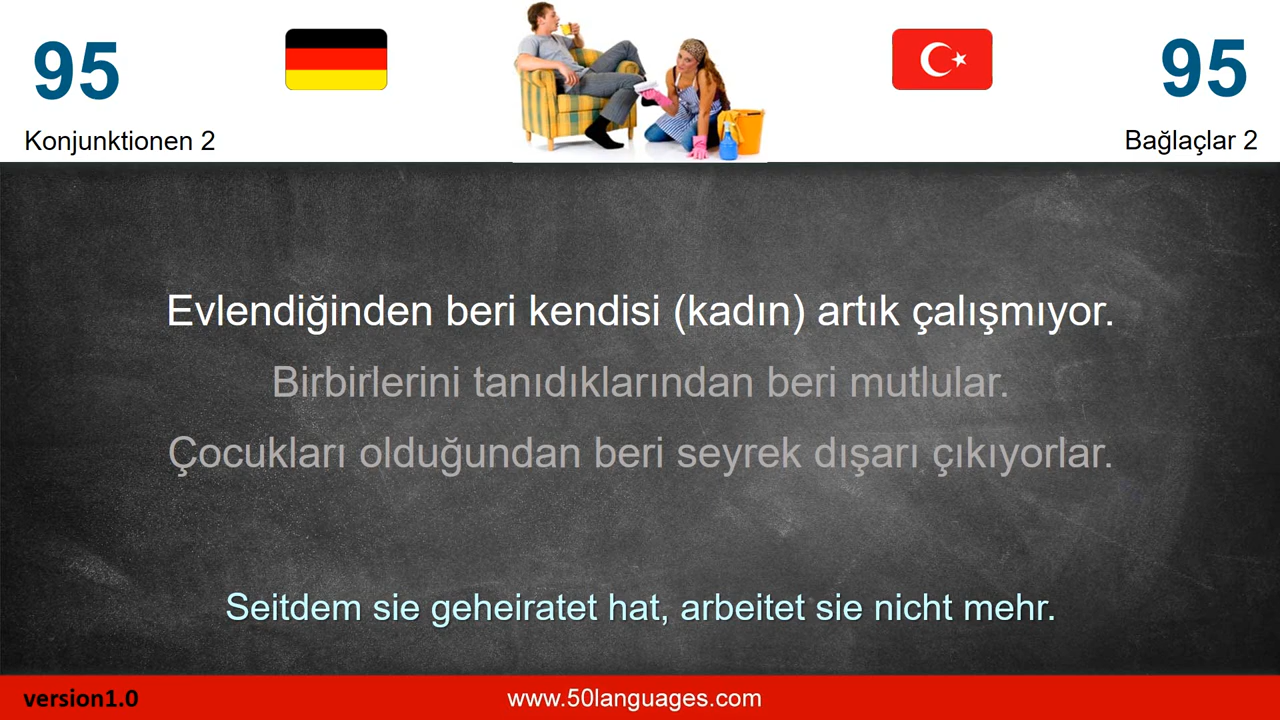 95
95
Konjunktionen 2
Bağlaçlar 2
Evlendiğinden beri kendisi (kadın) artık çalışmıyor.
Birbirlerini tanıdıklarından beri mutlular.
Çocukları olduğundan beri seyrek dışarı çıkıyorlar.
Seitdem sie geheiratet hat, arbeitet sie nicht mehr.
version1.0
www.50languages.com